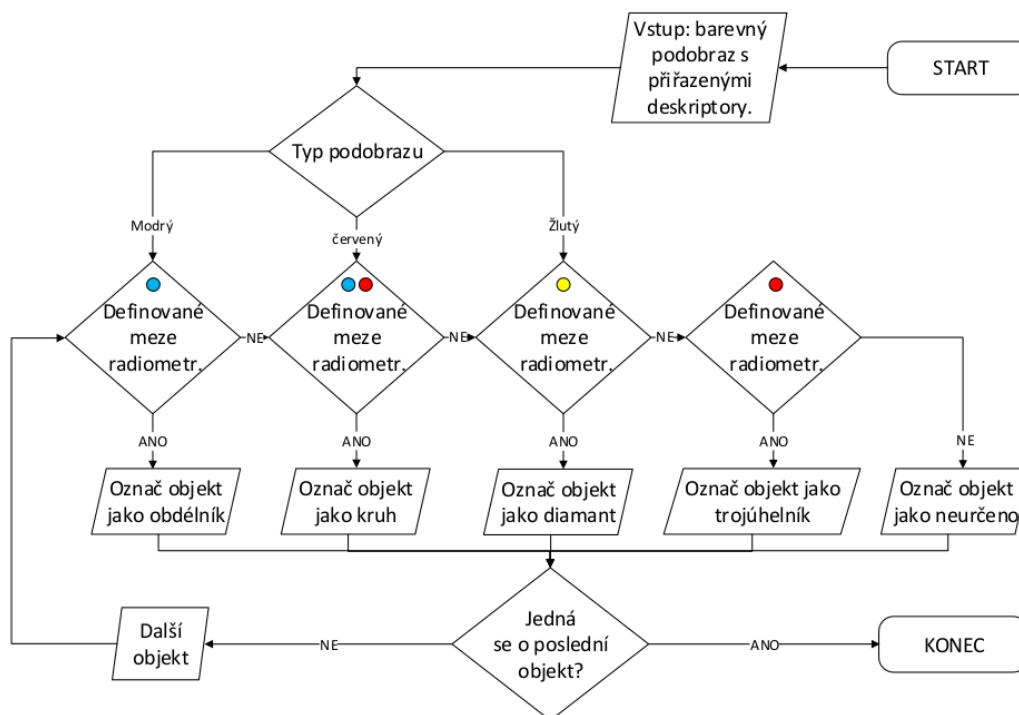 Vstup: barevný
podobraz s
přiřazenými
deskriptory.
START
Typ podobrazu
Modrý
červený
Žlutý
Definované
meze
radiometr.
NE
Definované
meze
radiometr.
NE
Definované
meze
radiometr.
NE
Definované
meze
radiometr.
ANO
ANO
ANO
ANO
NE
Označ objekt
jako obdélník
Označ objekt
jako kruh
Označ objekt
jako diamant
Označ objekt jako
trojúhelník
Označ objekt
jako neurčeno
Další
objekt
NE
Jedná
se o poslední
objekt?
ANO
KONEC